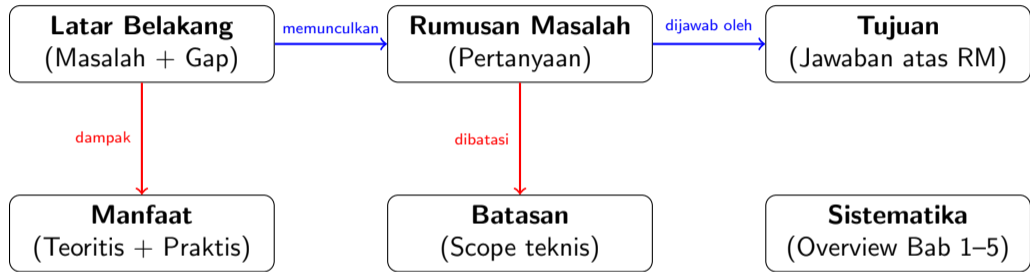 Latar Belakang
(Masalah + Gap)
memunculkan
Rumusan Masalah
(Pertanyaan)
dijawab oleh
Tujuan
(Jawaban atas RM)
dampak
dibatasi
Manfaat
(Teoritis + Praktis)
Batasan
(Scope teknis)
Sistematika
(Overview Bab 1–5)